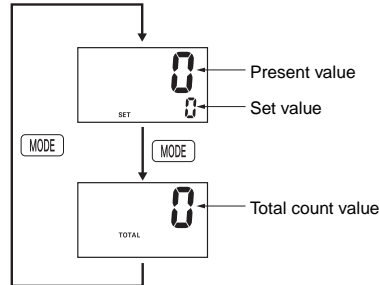 0
Present value
SET 0
Set value
MODE
MODE
0
Total count value
TOTAL